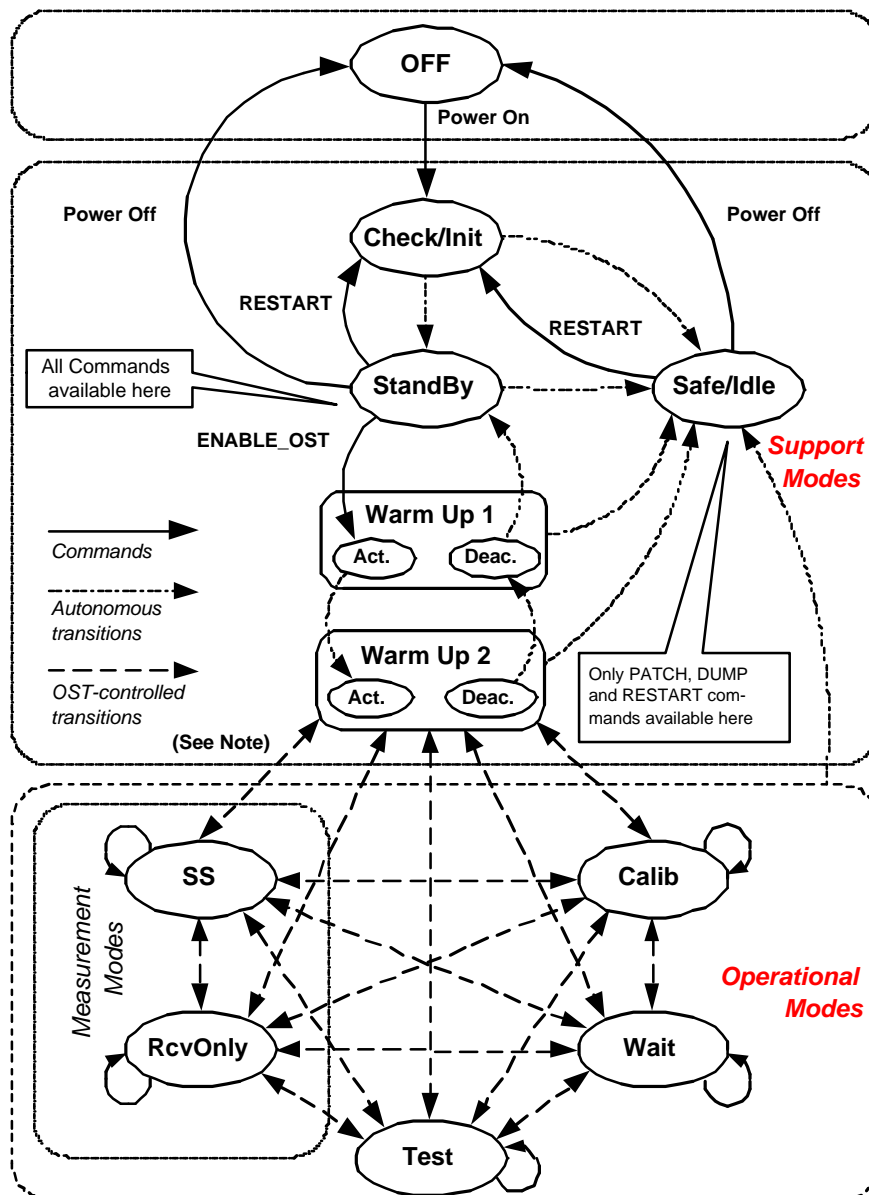 OFF
Power On
Power Off
Power Off
Check/Init
RESTART
RESTART
All Commands
available here
StandBy
Safe/Idle
ENABLE_OST
Support
Modes
Warm Up 1
Act.
Deac.
Commands
Autonomous
transitions
OST-controlled
transitions
Warm Up 2
Act.
Deac.
Only PATCH, DUMP
and RESTART com-
mands available here
(See Note)
Measurement
Modes
SS
Calib
Operational
Modes
RcvOnly
Wait
Test